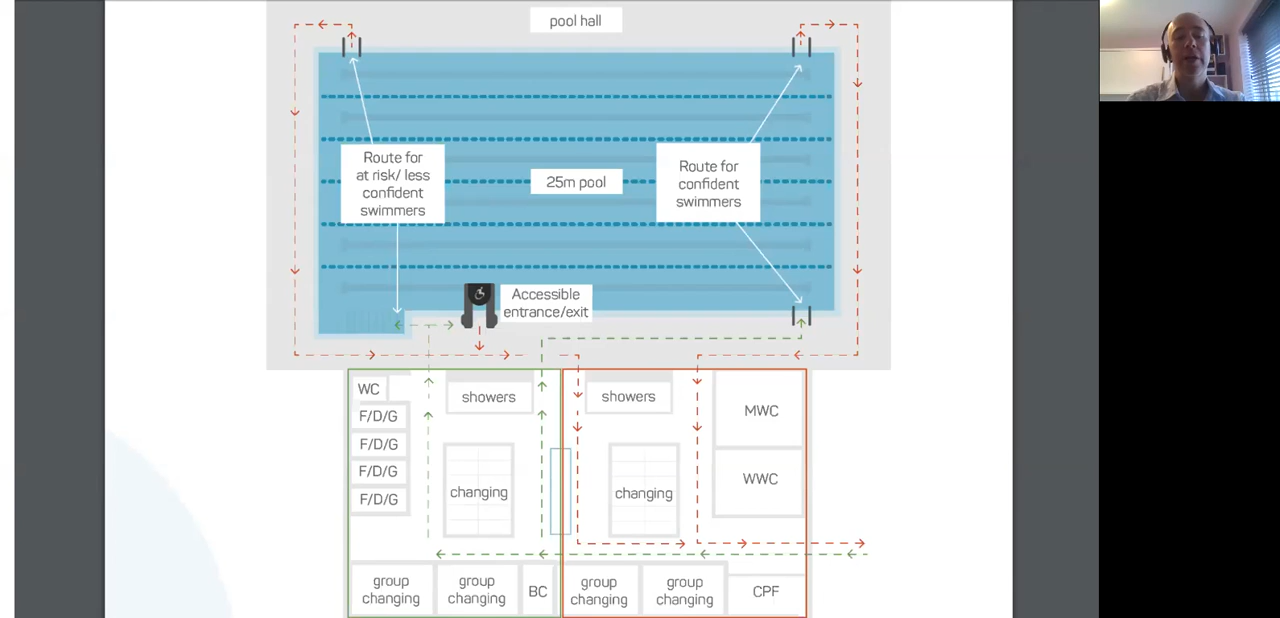 pool hall
Route for
at risk/ less
confident
swimmers
25m pool
Route for
confident
swimmers
Accessible
entrance/exit
WC
F/D/G
F/D/G
F/D/G
F/D/G
showers
changing
showers
changing
MWC
WWC
group
changing
group
changing
BC
group
changing
group
changing
CPF